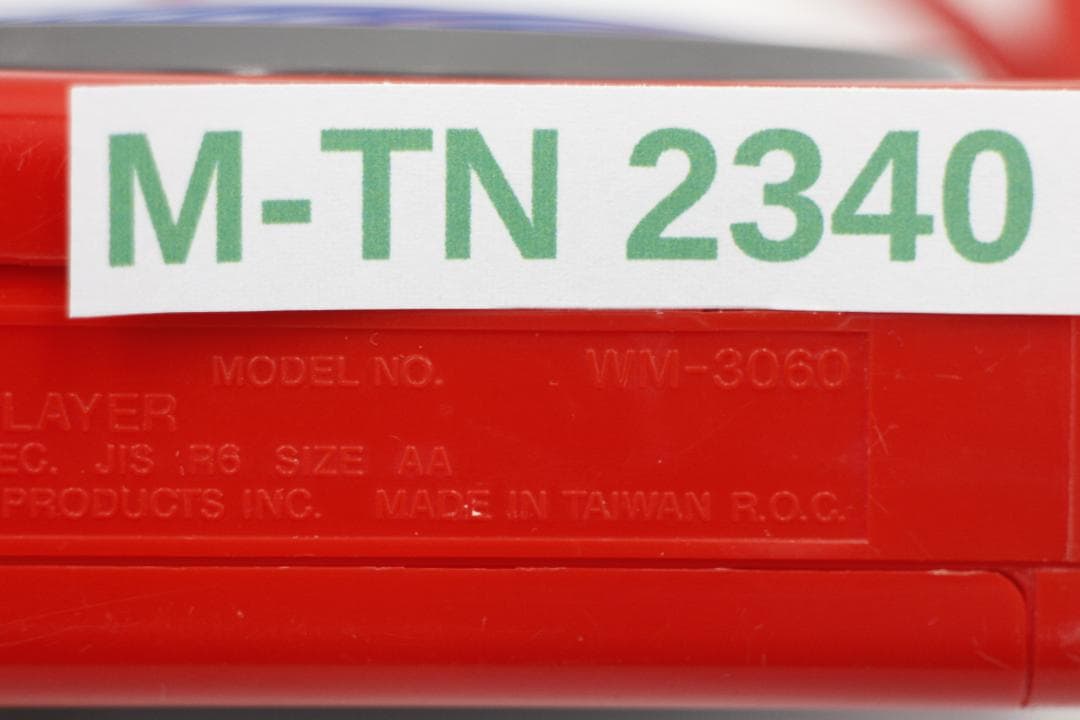 M-TN 2340
MODEL NO. WM-3060
LAYER
EC. JIS R6 SIZE AA
PRODUCTS INC. MADE IN TAIWAN R.O.C.